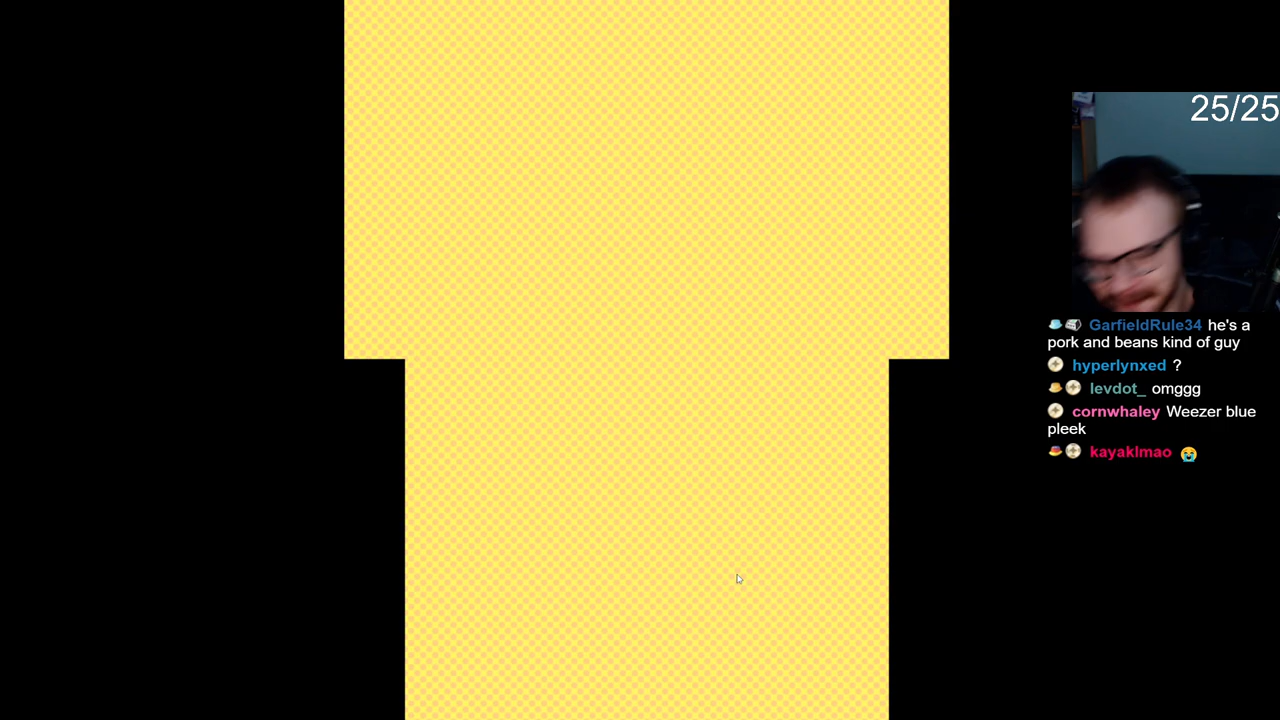 25/25
GarfieldRule34 he's a
pork and beans kind of guy
hyperlynxed ?
levdot_ omggg
cornwhaley Weezer blue
pleek
kayaklmao 😭